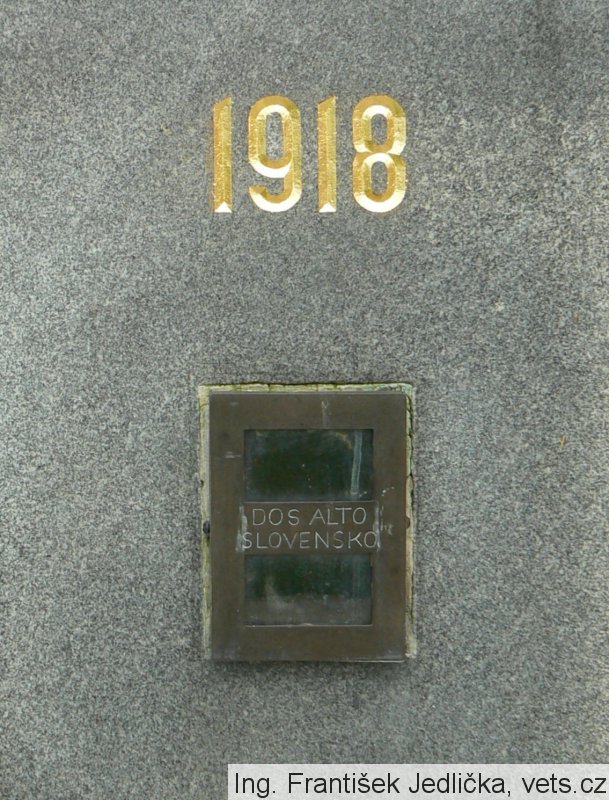 1918
DOS ALTO
SLOVENSKO
Ing. František Jedlička, vets.cz